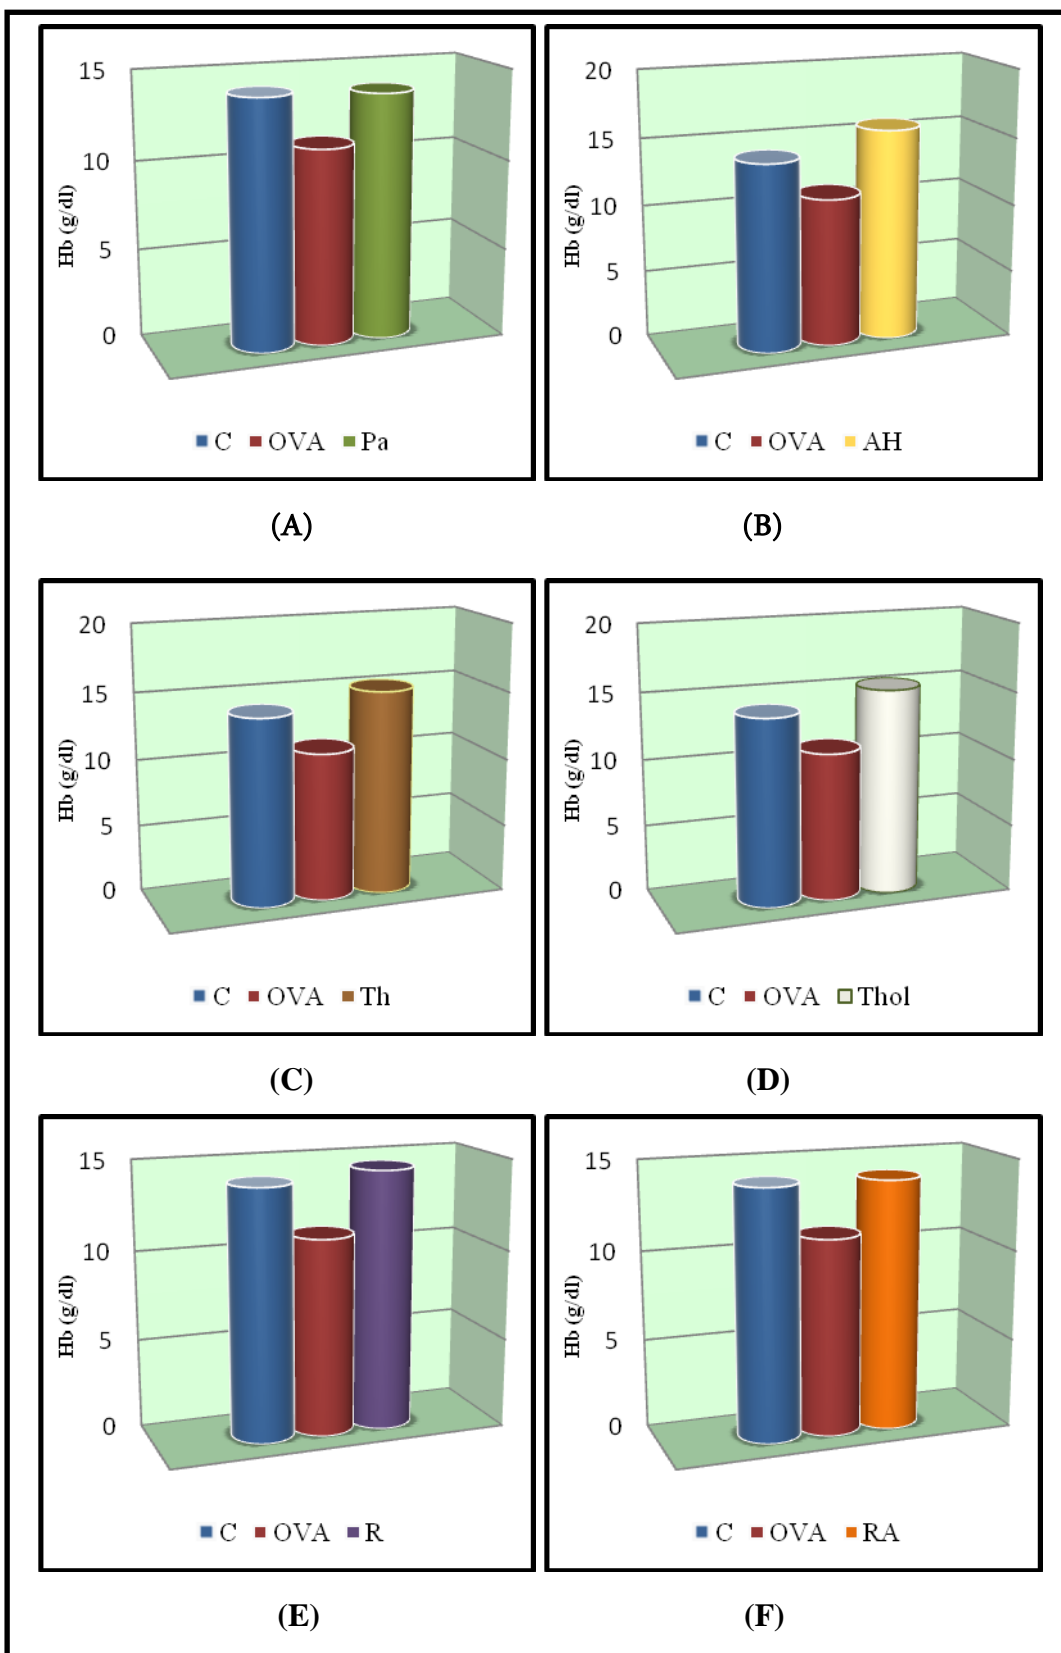 15
10
5
0
Hb (g/dl)
C OVA Pa
(A)
20
15
10
5
0
Hb (g/dl)
C OVA AH
(B)
20
15
10
5
0
Hb (g/dl)
C OVA Th
(C)
20
15
10
5
0
Hb (g/dl)
C OVA Thol
(D)
15
10
5
0
Hb (g/dl)
C OVA R
(E)
15
10
5
0
Hb (g/dl)
C OVA RA
(F)